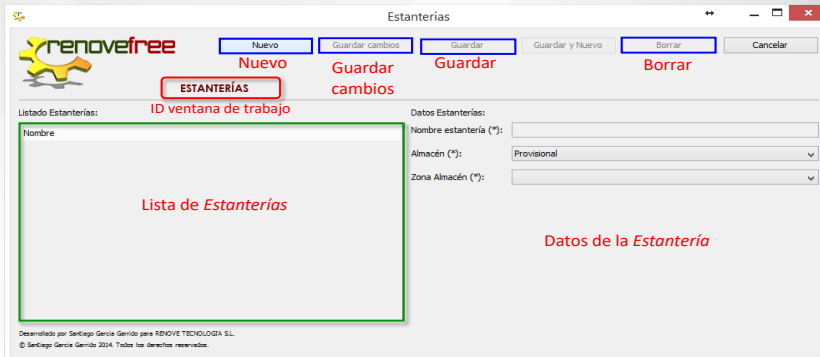 Estanterias
renovefree
Nuevo
Guardar cambios
Guardar
Guardar y Nuevo
Borrar
Cancelar
Nuevo
Guardar
cambios
Guardar
Borrar
ESTANTERÍAS
ID ventana de trabajo
Listado Estanterías:
Datos Estanterías:
Nombre
Nombre estantería (*):
Almacén (*):
Provisional
Zona Almacén (*):
Lista de Estanterías
Datos de la Estantería
Desarrollado por Santiago Garcia Garrido para RENOVE TECNOLOGIA S.L.
© Santiago Garcia Garrido 2014. Todos los derechos reservados.